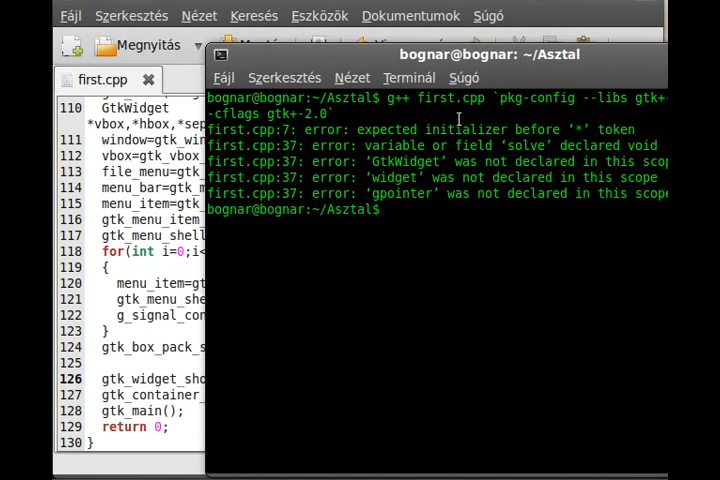 Fájl Szerkesztés Nézet Keresés Eszközök Dokumentumok Súgó
Megnyitás
first.cpp
bognar@bognar: ~/Asztal
Fájl Szerkesztés Nézet Terminál Súgó
110 GtkWidget
*vbox,*hbox,*sep
111 window=gtk_win
112 vbox=gtk_vbox_
113 file_menu=gtk_
114 menu_bar=gtk_m
115 menu_item=gtk_
116 gtk_menu_item_
117 gtk_menu_shell
118 for(int i=0;i<
119 {
120 menu_item=gt
121 gtk_menu_she
122 g_signal_con
123 }
124 gtk_box_pack_s
125
126 gtk_widget_sho
127 gtk_container_
128 gtk_main();
129 return 0;
130 }
bognar@bognar:~/Asztal$ g++ first.cpp `pkg-config --libs gtk+-
-cflags gtk+-2.0`
first.cpp:7: error: expected initializer before ‘*’ token
first.cpp:37: error: variable or field ‘solve’ declared void
first.cpp:37: error: ‘GtkWidget’ was not declared in this scop
first.cpp:37: error: ‘widget’ was not declared in this scope
first.cpp:37: error: ‘gpointer’ was not declared in this scope
bognar@bognar:~/Asztal$